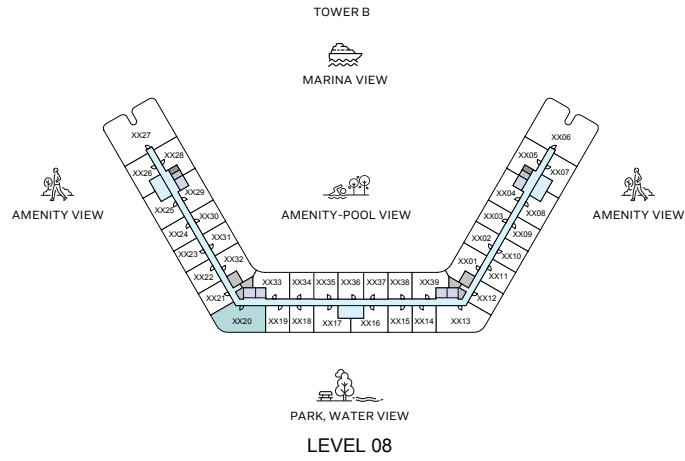 TOWER B
MARINA VIEW
XX27
XX06
XX28
XX05
XX26
XX07
XX29
XX04
XX25
XX08
XX30
XX03
XX24
XX09
XX31
XX02
XX23
XX10
XX32
XX01
XX22
XX11
XX21
XX12
AMENITY VIEW
AMENITY-POOL VIEW
AMENITY VIEW
XX33 XX34 XX35 XX36 XX37 XX38 XX39
XX20 XX19 XX18 XX17 XX16 XX15 XX14 XX13
PARK, WATER VIEW
LEVEL 08